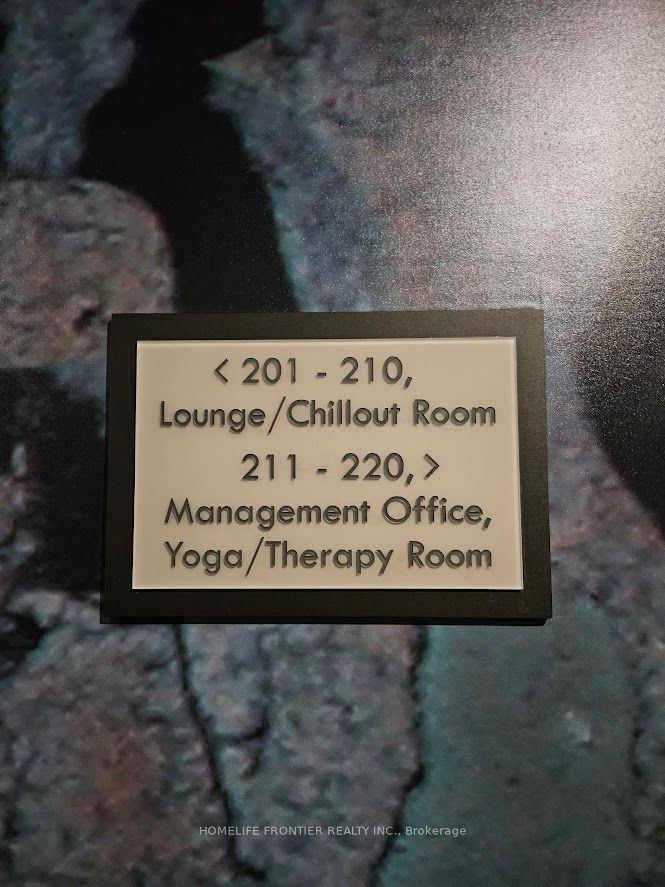 < 201 - 210,
Lounge/Chillout Room
211 - 220, >
Management Office,
Yoga/Therapy Room
HOMELIFE FRONTIER REALTY INC., Brokerage